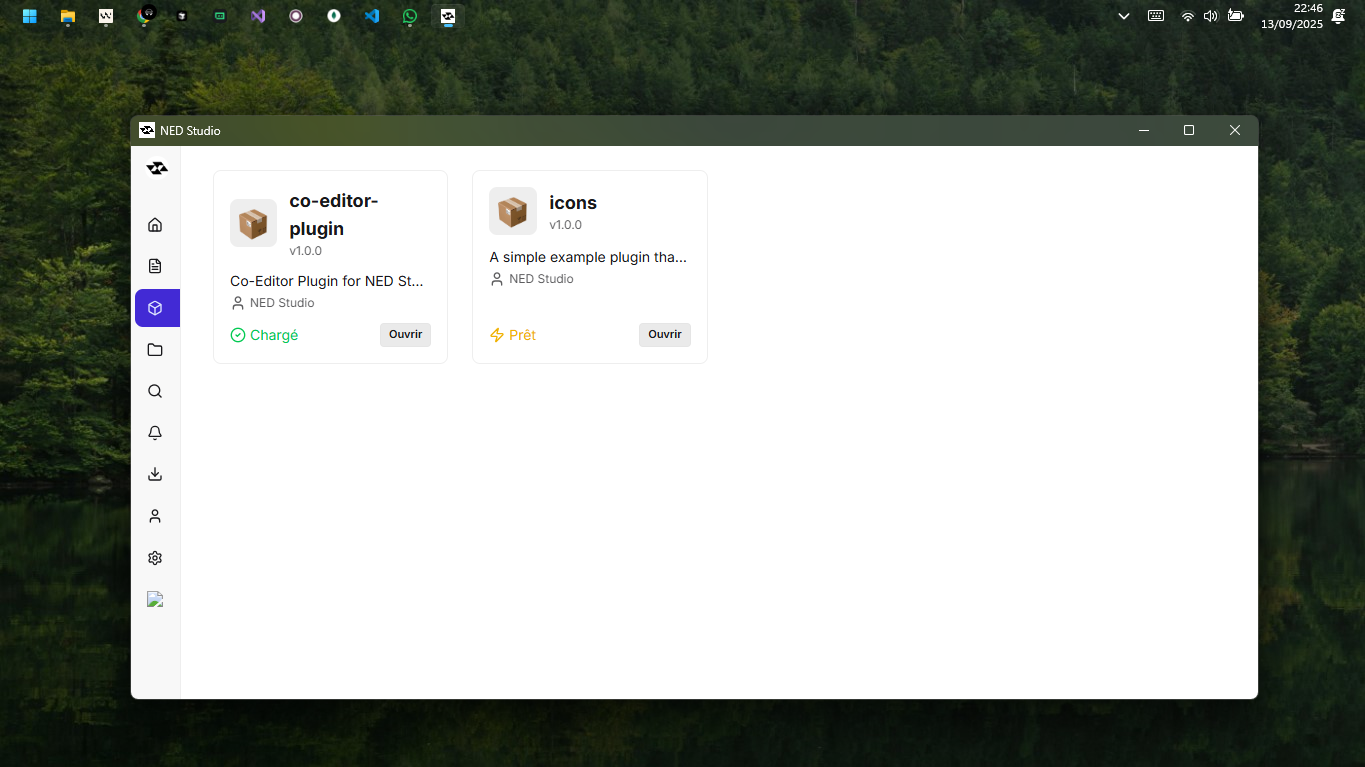 22:46
13/09/2025
NED Studio
co-editor-
plugin
v1.0.0
Co-Editor Plugin for NED St...
NED Studio
Chargé
Ouvrir
icons
v1.0.0
A simple example plugin tha...
NED Studio
Prêt
Ouvrir